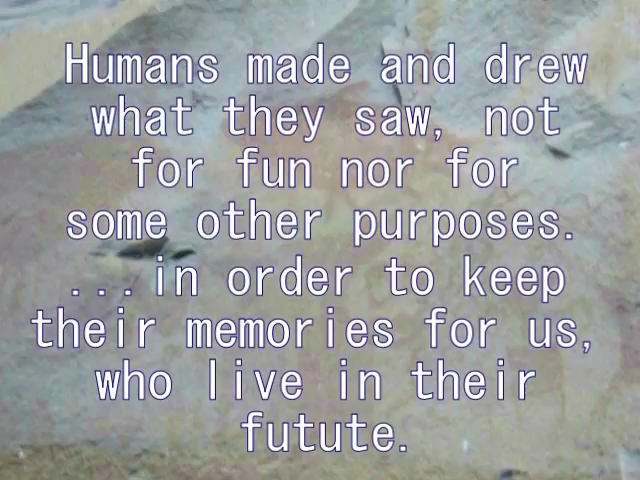 Humans made and drew
what they saw, not
for fun nor for
some other purposes.
...in order to keep
their memories for us,
who live in their
futute.